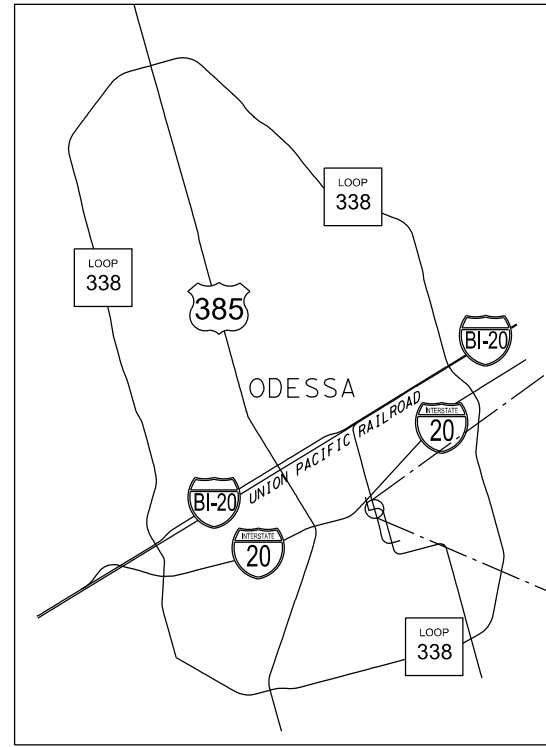 LOOP
338
LOOP
338
385
BI-20
ODESSA
INTERSTATE
20
UNION PACIFIC RAILROAD
BI-20
INTERSTATE
20
LOOP
338